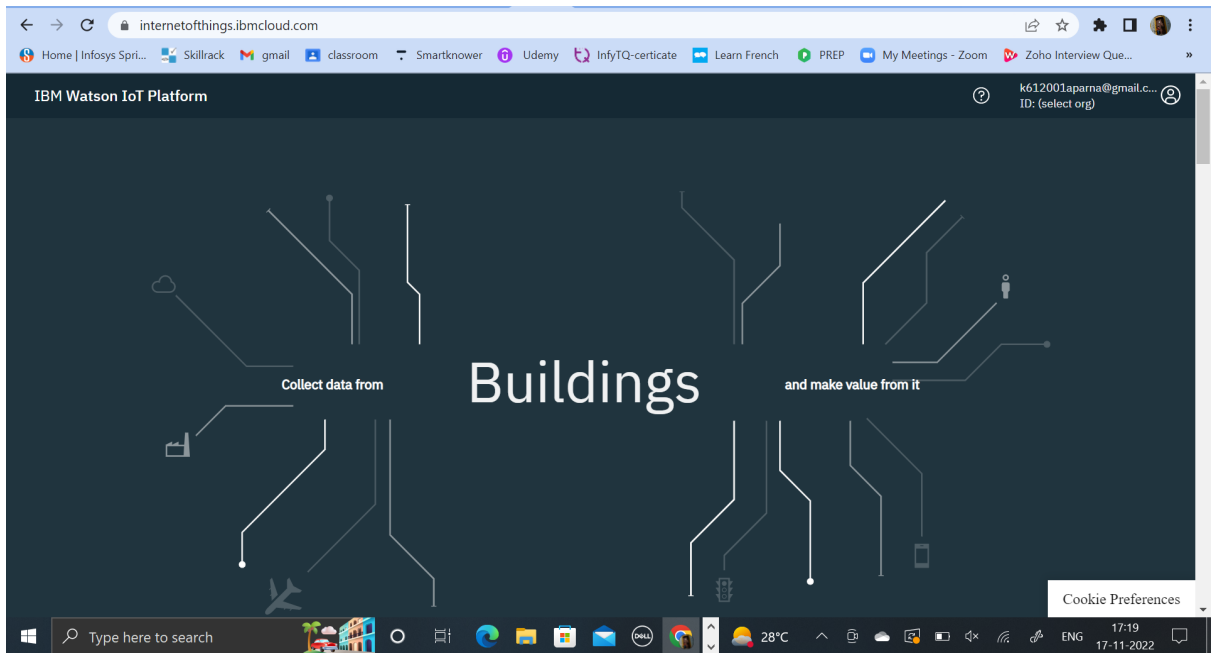 internetofthings.ibmcloud.com
Home | Infosys Spri...
Skillrack
gmail
classroom
Smartknower
Udemy
InfyTQ-certicate
Learn French
PREP
My Meetings - Zoom
Zoho Interview Que...
»
IBM Watson IoT Platform
k612001aparna@gmail.c...
ID: (select org)
Collect data from
Buildings
and make value from it
Cookie Preferences
Type here to search
DELL
28°C
ENG
17:19
17-11-2022